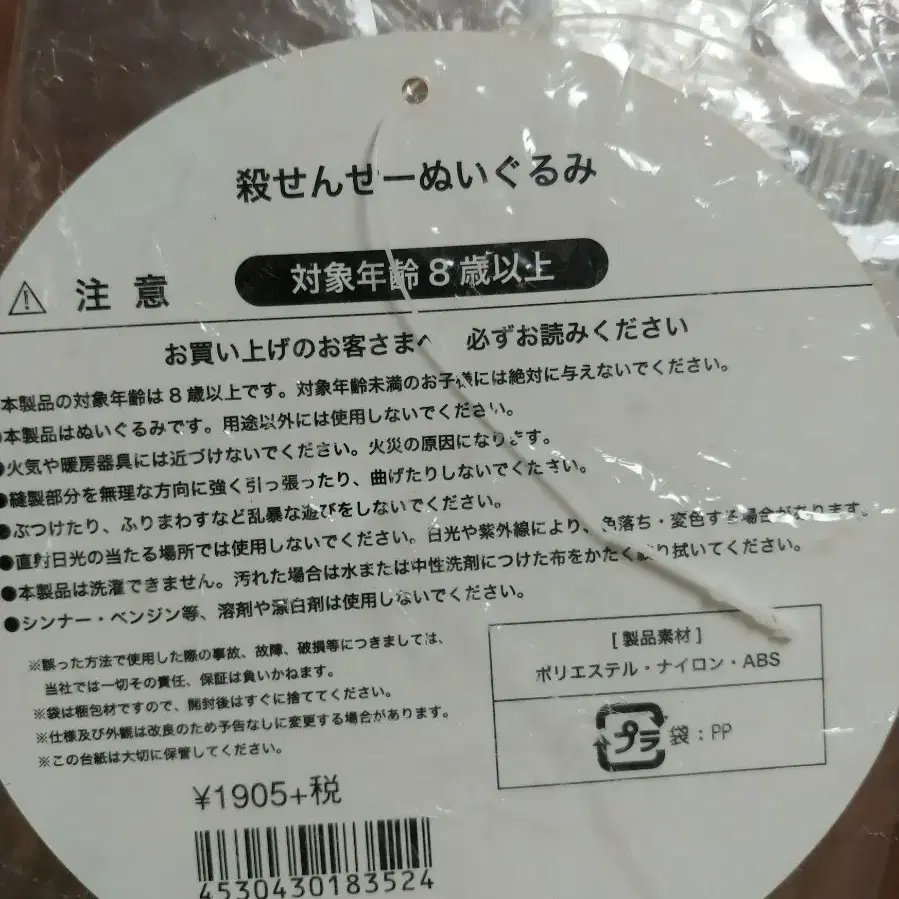 殺せんせーぬいぐるみ
⚠ 注意 対象年齢8歳以上
お買い上げのお客さまへ 必ずお読みください
本製品の対象年齢は8歳以上です。対象年齢未満のお子様には絶対に与えないでください。
●本製品はぬいぐるみです。用途以外には使用しないでください。
●火気や暖房器具には近づけないでください。火災の原因になります。
●縫製部分を無理な方向に強く引っ張ったり、曲げたりしないでください。
●ぶつけたり、ふりまわすなど乱暴な遊びをしないでください。
●直射日光の当たる場所では使用しないでください。日光や紫外線により、色落ち・変色する場合があります。
●本製品は洗濯できません。汚れた場合は水または中性洗剤につけた布をかたく絞り拭いてください。
●シンナー・ベンジン等、溶剤や漂白剤は使用しないでください。
※誤った方法で使用した際の事故、故障、破損等につきましては、
当社では一切その責任、保証は負いかねます。
※袋は梱包材ですので、開封後はすぐに捨ててください。
※仕様及び外観は改良のため予告なしに変更する場合があります。
※この台紙は大切に保管してください。
[製品素材]
ポリエステル・ナイロン・ABS
プラ 袋:PP
¥1905+税
4530430183524